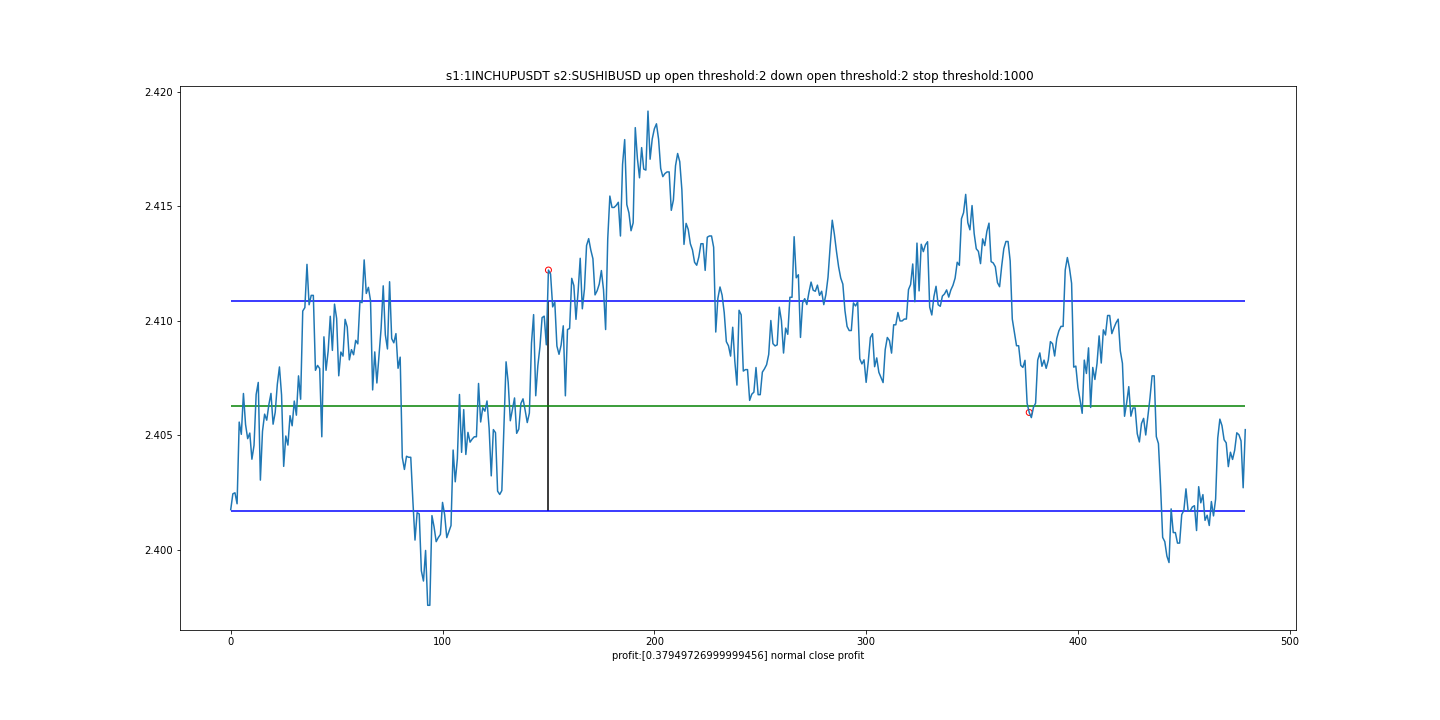 s1:1INCHUPUSDT s2:SUSHIBUSD up open threshold:2 down open threshold:2 stop threshold:1000
2.420
2.415
2.410
2.405
2.400
0 100 200 300 400 500
profit:[0.37949726999999456] normal close profit